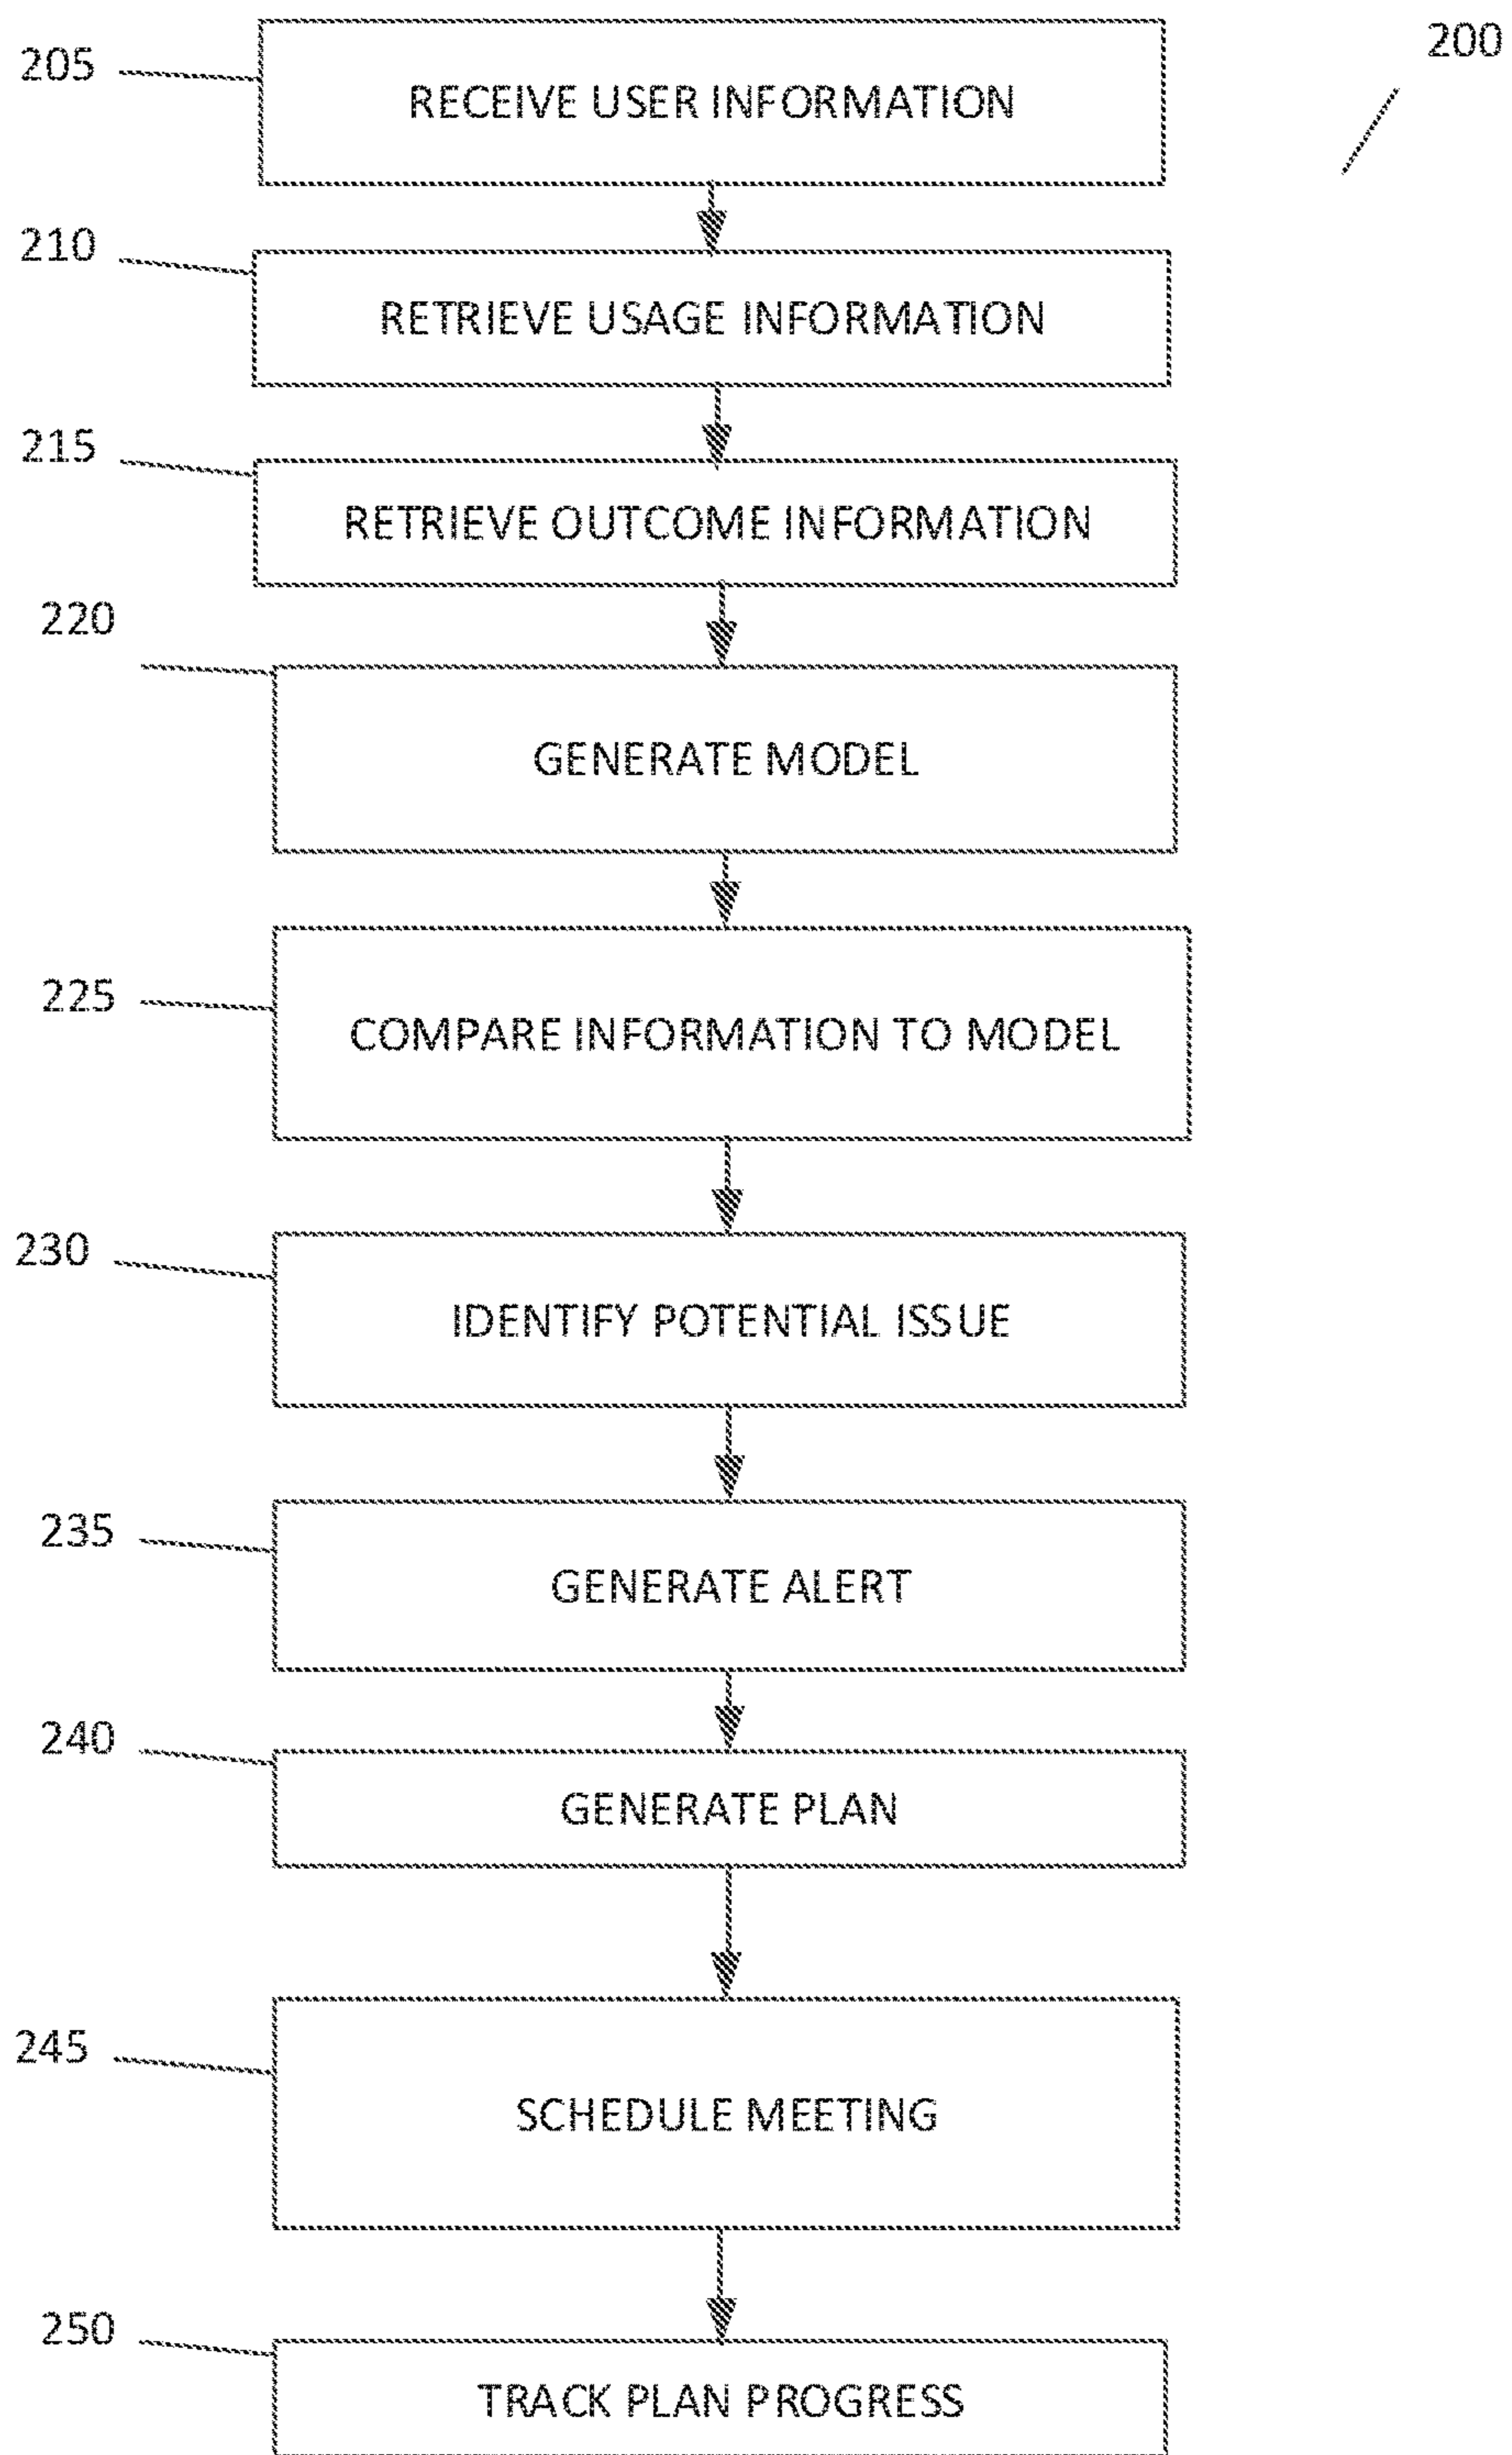 200
205
RECEIVE USER INFORMATION
210
RETRIEVE USAGE INFORMATION
215
RETRIEVE OUTCOME INFORMATION
220
GENERATE MODEL
225
COMPARE INFORMATION TO MODEL
230
IDENTIFY POTENTIAL ISSUE
235
GENERATE ALERT
240
GENERATE PLAN
245
SCHEDULE MEETING
250
TRACK PLAN PROGRESS